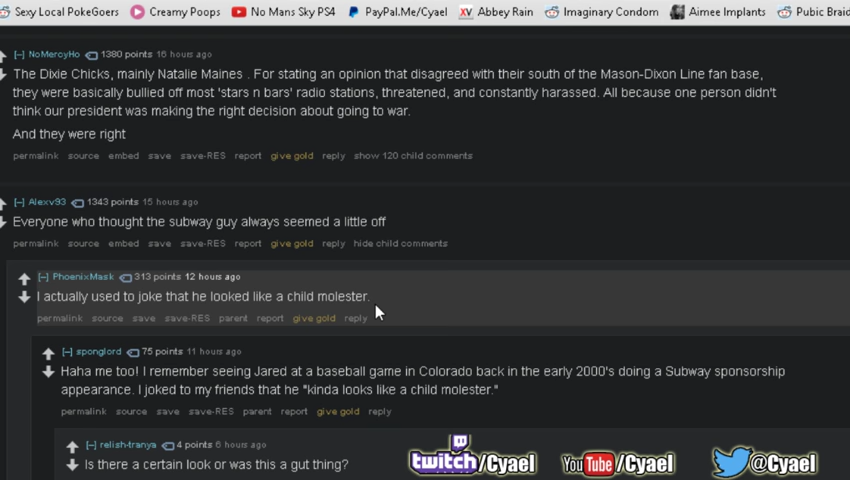 Sexy Local PokeGoers Creamy Poops No Mans Sky PS4 PayPal.Me/Cyael XV Abbey Rain Imaginary Condom Aimee Implants Pubic Braid
[–] NoMercyHo 1380 points 16 hours ago
The Dixie Chicks, mainly Natalie Maines . For stating an opinion that disagreed with their south of the Mason-Dixon Line fan base,
they were basically bullied off most 'stars n bars' radio stations, threatened, and constantly harassed. All because one person didn't
think our president was making the right decision about going to war.
And they were right
permalink source embed save save-RES report give gold reply show 120 child comments
[–] Alexv93 1343 points 15 hours ago
Everyone who thought the subway guy always seemed a little off
permalink source embed save save-RES report give gold reply hide child comments
[–] PhoenixMask 313 points 12 hours ago
I actually used to joke that he looked like a child molester.
permalink source save save-RES parent report give gold reply
[–] sponglord 75 points 11 hours ago
Haha me too! I remember seeing Jared at a baseball game in Colorado back in the early 2000's doing a Subway sponsorship
appearance. I joked to my friends that he "kinda looks like a child molester."
permalink source save save-RES parent report give gold reply
[–] relish-tranya 4 points 6 hours ago
Is there a certain look or was this a gut thing?
twitch/Cyael YouTube/Cyael @Cyael